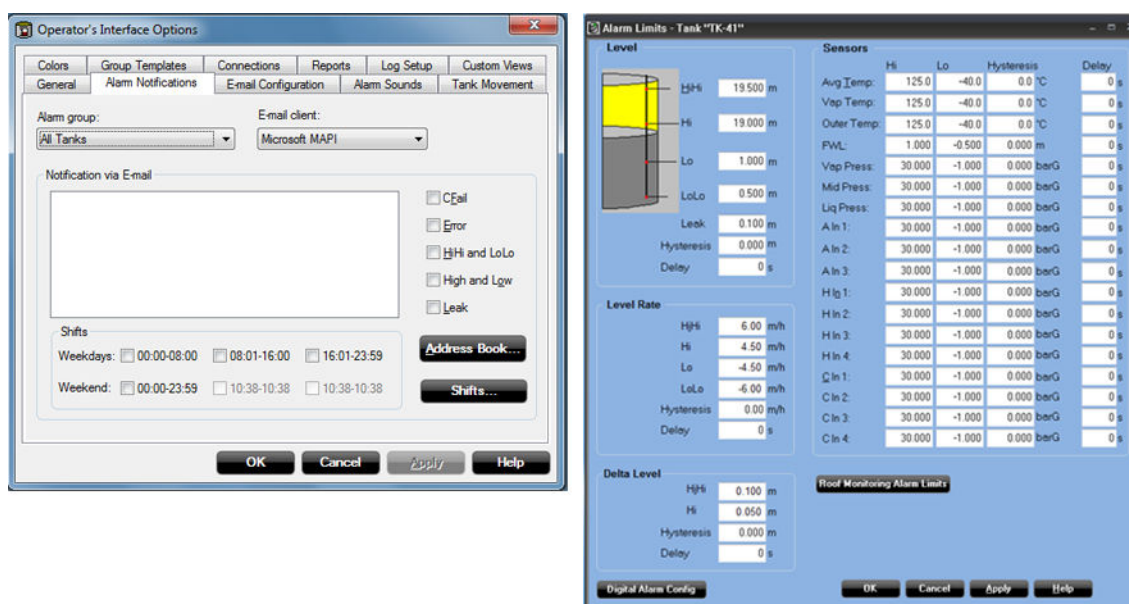 Operator's Interface Options
Colors Group Templates Connections Reports Log Setup Custom Views
General Alarm Notifications E-mail Configuration Alarm Sounds Tank Movement
Alarm group: E-mail client:
All Tanks Microsoft MAPI
Notification via E-mail
CFail
Error
HiHi and LoLo
High and Low
Leak
Shifts
Weekdays: 00:00-08:00 08:01-16:00 16:01-23:59
Address Book...
Weekend: 00:00-23:59 10:38-10:38 10:38-10:38
Shifts...
OK Cancel Apply Help
Alarm Limits - Tank "TK-41"
Level
HiHi 19.500 m
Hi 19.000 m
Lo 1.000 m
LoLo 0.500 m
Leak 0.100 m
Hysteresis 0.000 m
Delay 0 s
Level Rate
HiHi 6.00 m/h
Hi 4.50 m/h
Lo -4.50 m/h
LoLo -6.00 m/h
Hysteresis 0.00 m/h
Delay 0 s
Delta Level
HiHi 0.100 m
Hi 0.050 m
Hysteresis 0.000 m
Delay 0 s
Digital Alarm Config
Sensors
Hi Lo Hysteresis Delay
Avg Temp: 125.0 -40.0 0.0 °C 0 s
Vap Temp: 125.0 -40.0 0.0 °C 0 s
Outer Temp: 125.0 -40.0 0.0 °C 0 s
FWL: 1.000 -0.500 0.000 m 0 s
Vap Press: 30.000 -1.000 0.000 barG 0 s
Mid Press: 30.000 -1.000 0.000 barG 0 s
Liq Press: 30.000 -1.000 0.000 barG 0 s
A In 1: 30.000 -1.000 0.000 barG 0 s
A In 2: 30.000 -1.000 0.000 barG 0 s
A In 3: 30.000 -1.000 0.000 barG 0 s
H In 1: 30.000 -1.000 0.000 barG 0 s
H In 2: 30.000 -1.000 0.000 barG 0 s
H In 3: 30.000 -1.000 0.000 barG 0 s
H In 4: 30.000 -1.000 0.000 barG 0 s
C In 1: 30.000 -1.000 0.000 barG 0 s
C In 2: 30.000 -1.000 0.000 barG 0 s
C In 3: 30.000 -1.000 0.000 barG 0 s
C In 4: 30.000 -1.000 0.000 barG 0 s
Roof Monitoring Alarm Limits
OK Cancel Apply Help